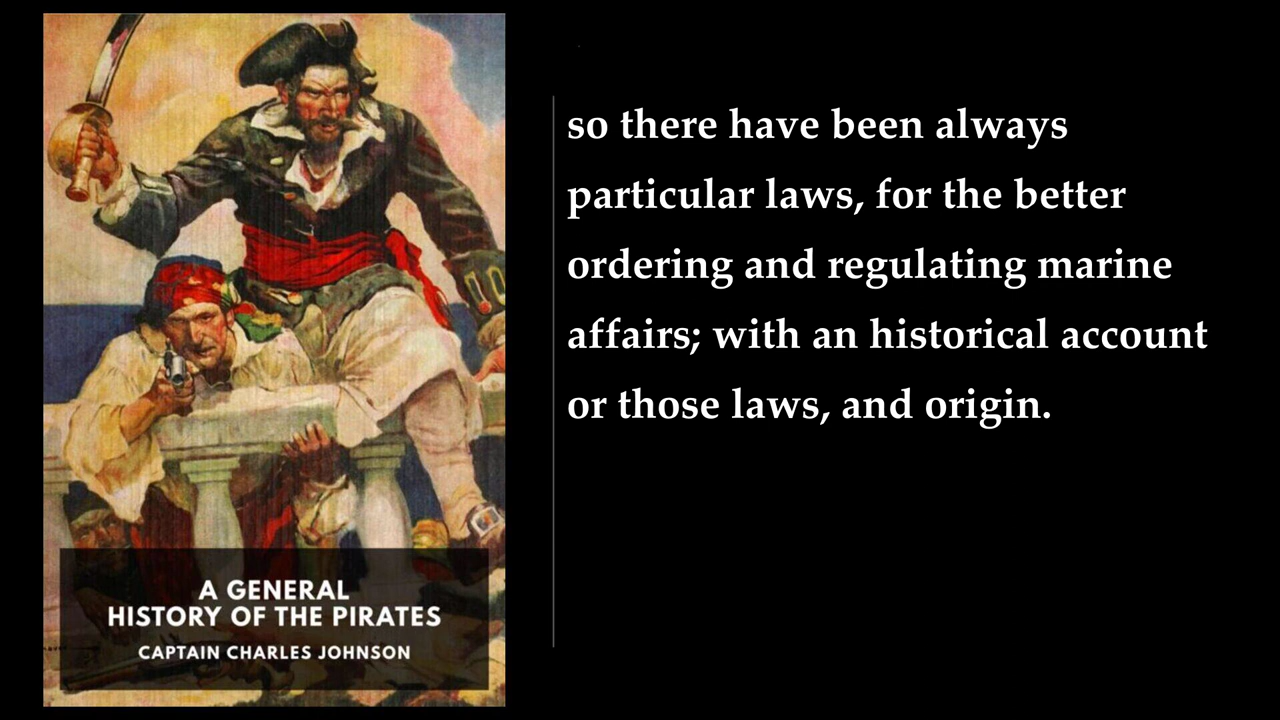 so there have been always
particular laws, for the better
ordering and regulating marine
affairs; with an historical account
or those laws, and origin.
A GENERAL
HISTORY OF THE PIRATES
CAPTAIN CHARLES JOHNSON